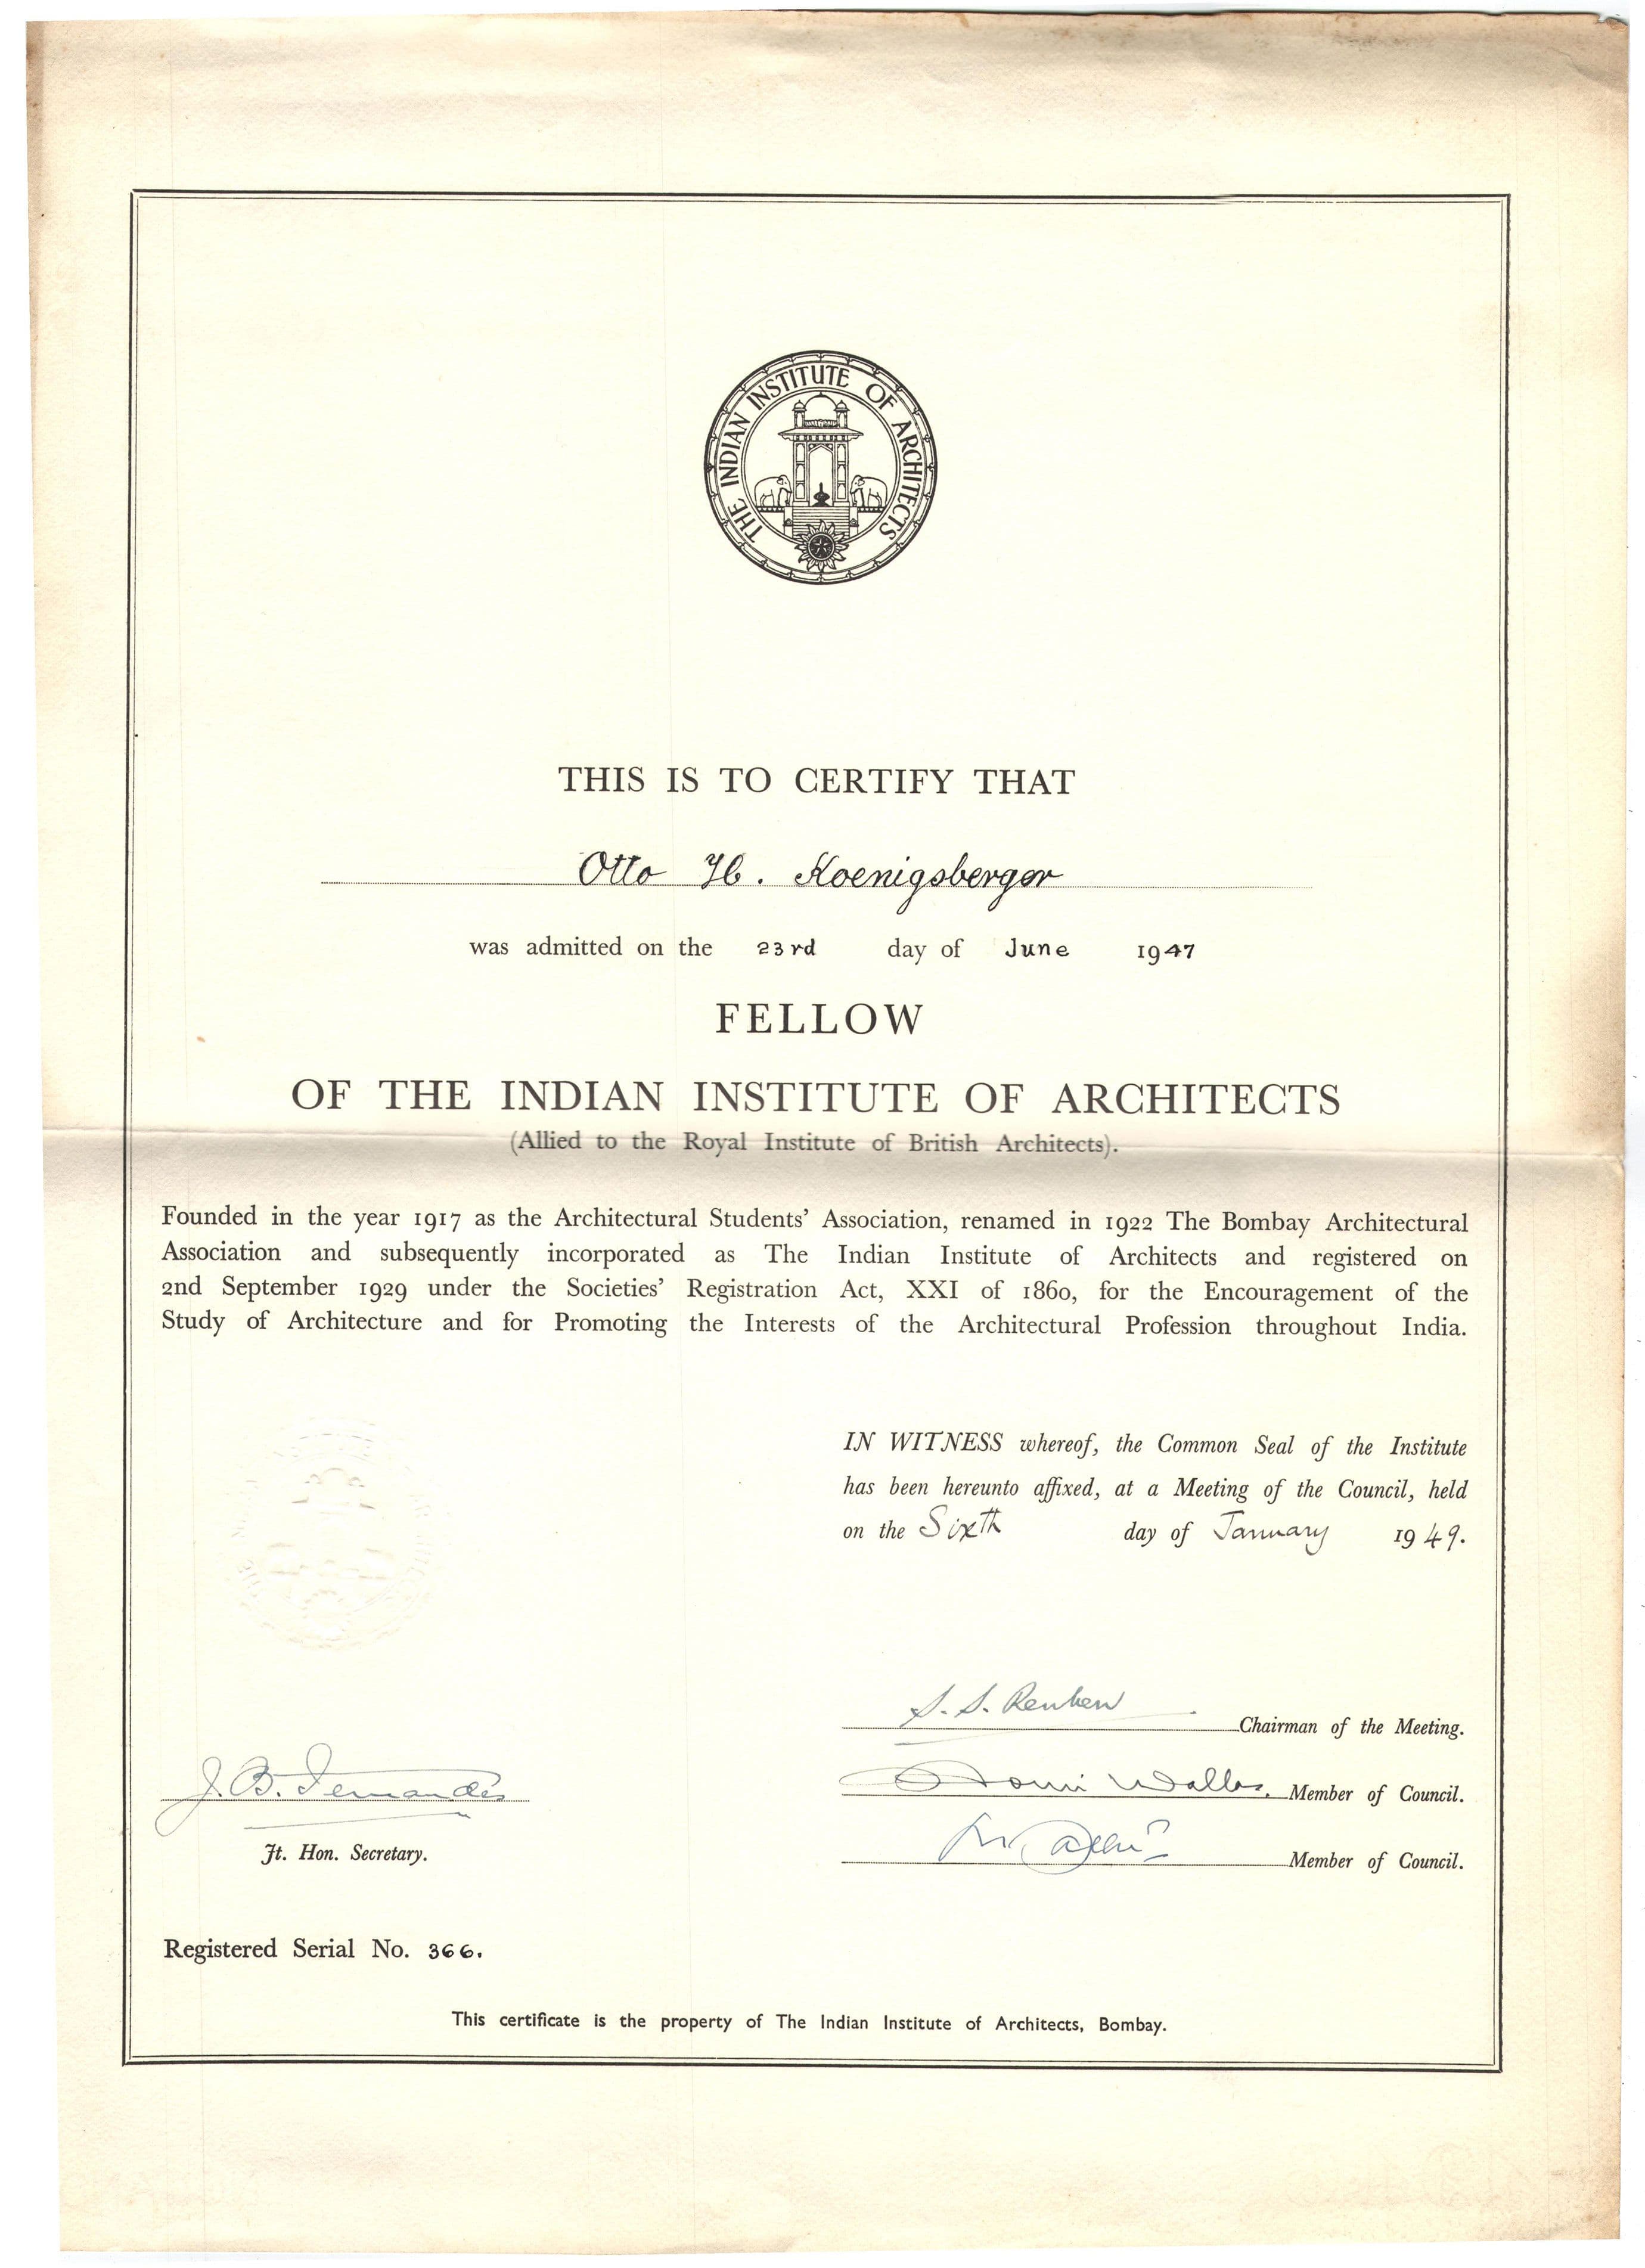 THE INDIAN INSTITUTE OF ARCHITECTS
THIS IS TO CERTIFY THAT
Otto H. Koenigsberger
was admitted on the 23rd day of June 1947
FELLOW
OF THE INDIAN INSTITUTE OF ARCHITECTS
(Allied to the Royal Institute of British Architects).
Founded in the year 1917 as the Architectural Students' Association, renamed in 1922 The Bombay Architectural
Association and subsequently incorporated as The Indian Institute of Architects and registered on
2nd September 1929 under the Societies' Registration Act, XXI of 1860, for the Encouragement of the
Study of Architecture and for Promoting the Interests of the Architectural Profession throughout India.
IN WITNESS whereof, the Common Seal of the Institute
has been hereunto affixed, at a Meeting of the Council, held
on the Sixth day of January 1949.
S. S. Reuben Chairman of the Meeting.
J. B. Fernandes
Member of Council.
Jt. Hon. Secretary.
Member of Council.
Registered Serial No. 366.
This certificate is the property of The Indian Institute of Architects, Bombay.